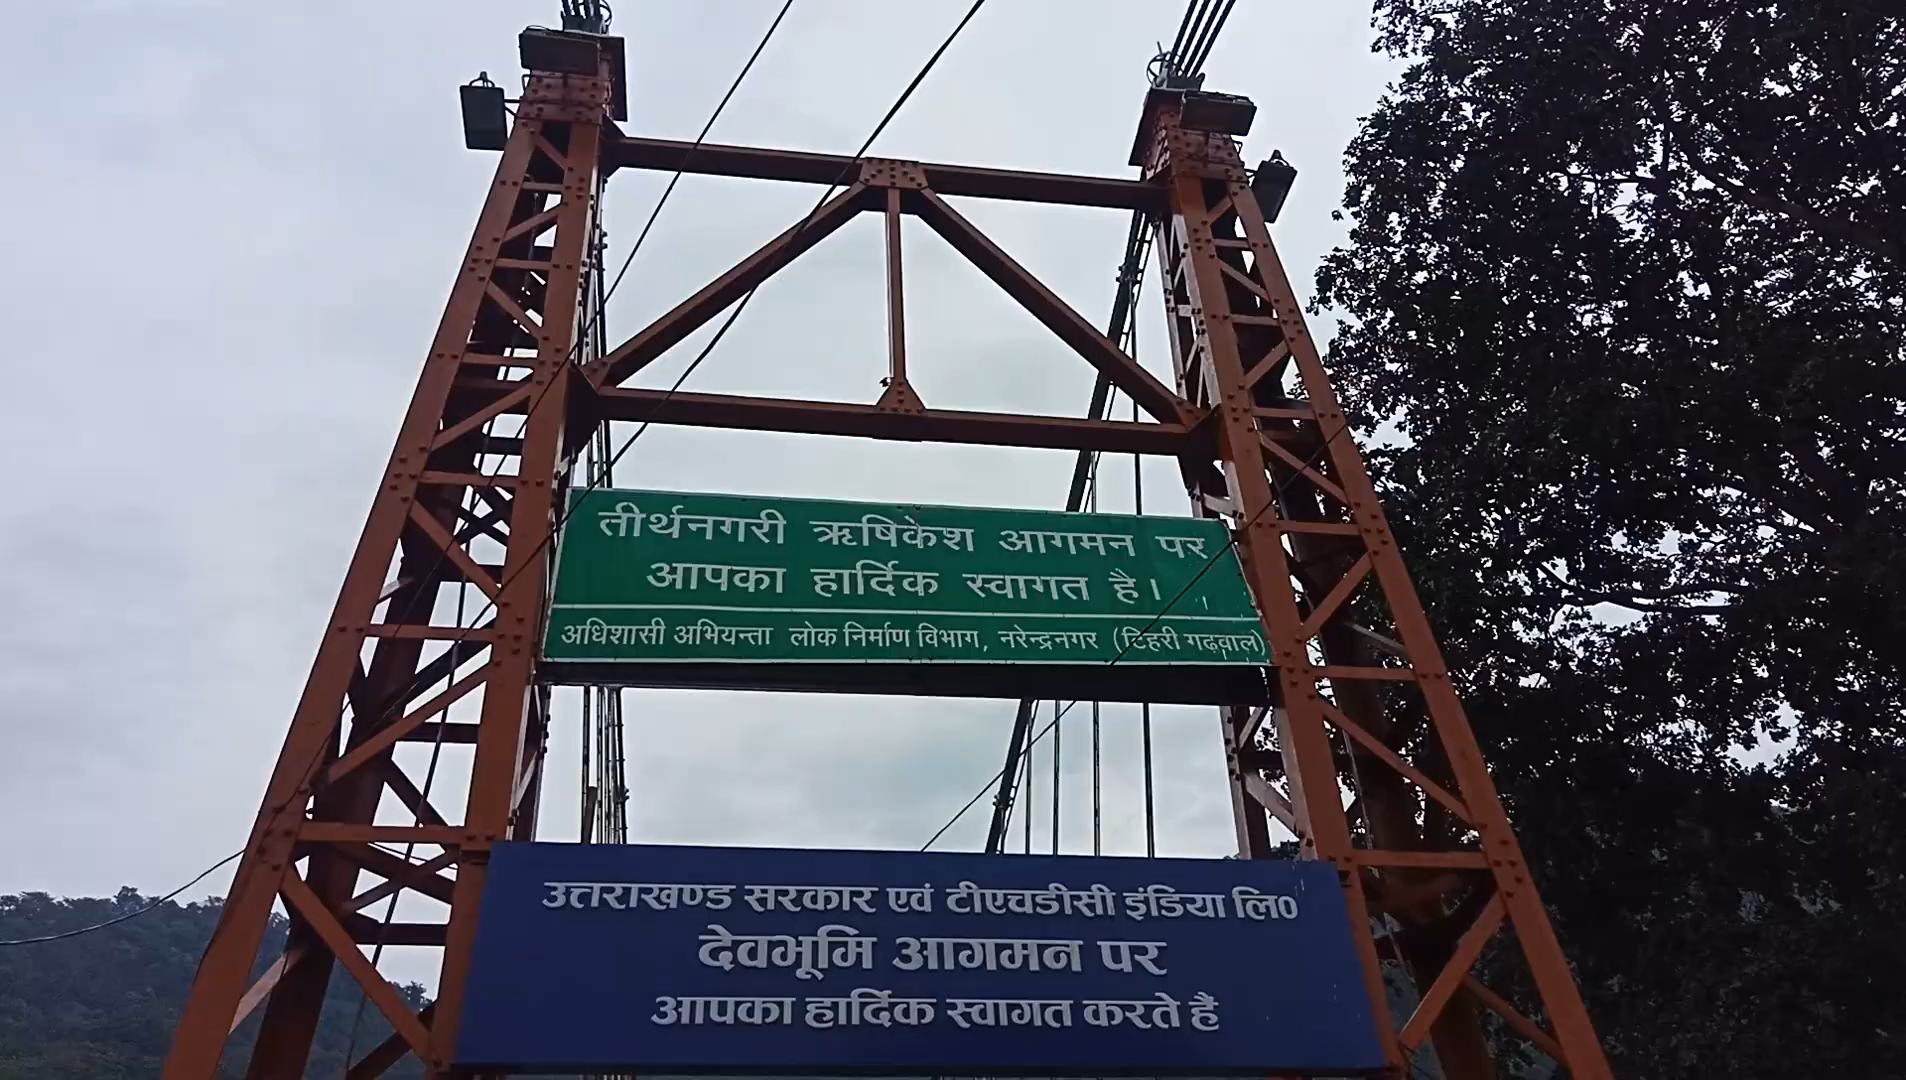 तीर्थनगरी ऋषिकेश आगमन पर
आपका हार्दिक स्वागत है।
अधिशासी अभियन्ता लोक निर्माण विभाग, नरेन्द्रनगर (टिहरी गढ़वाल)
उत्तराखण्ड सरकार एवं टीएचडीसी इंडिया लि०
देवभूमि आगमन पर
आपका हार्दिक स्वागत करते हैं